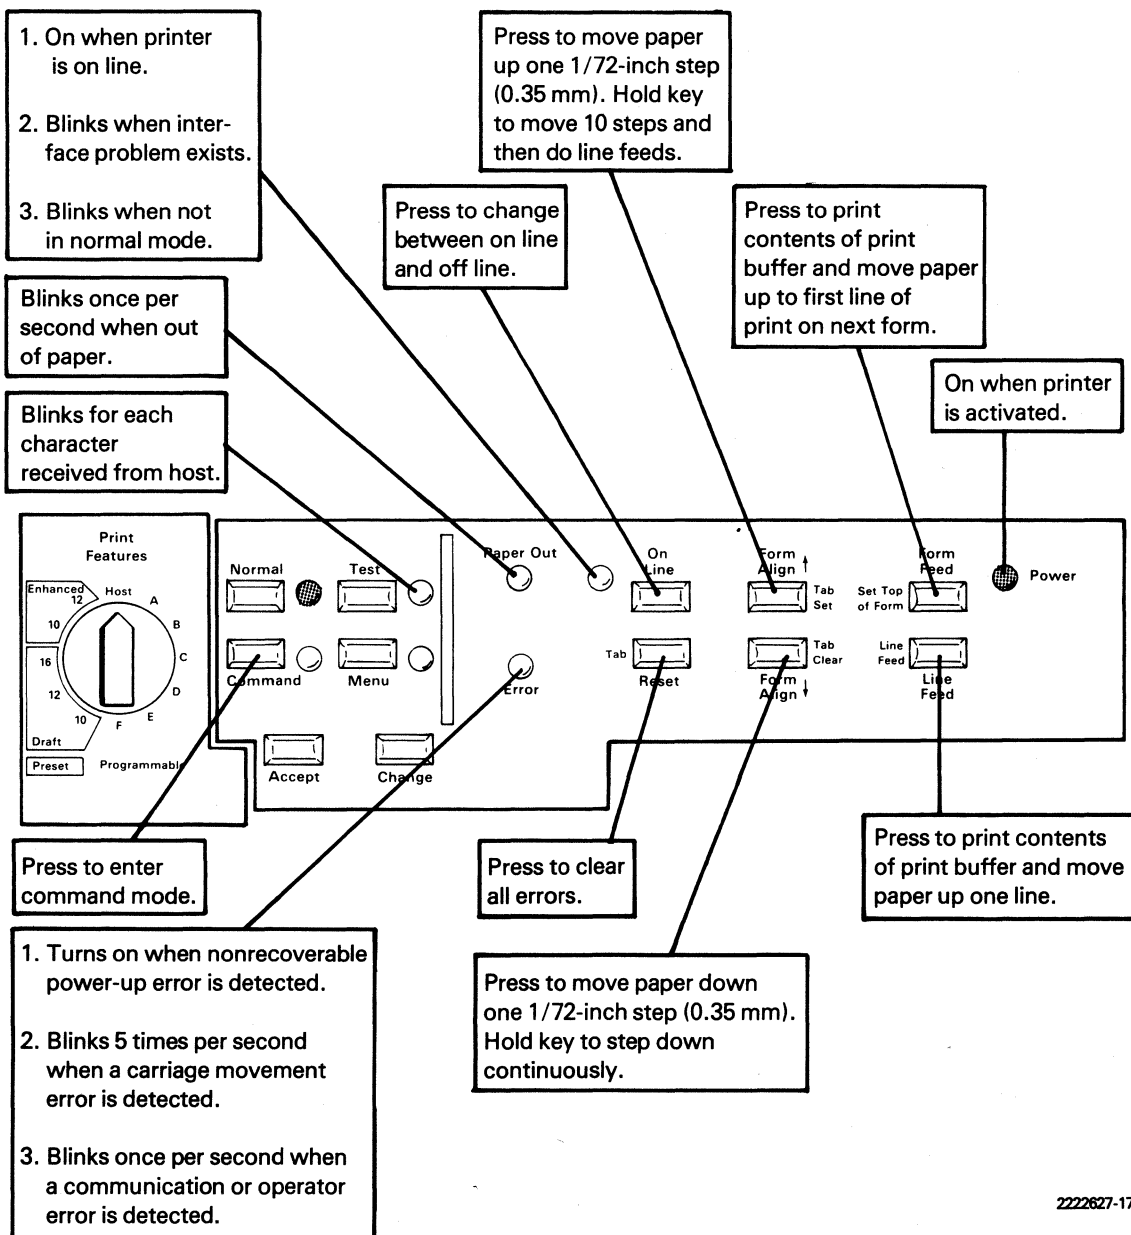 1. On when printer
is on line.
2. Blinks when inter-
face problem exists.
3. Blinks when not
in normal mode.
Press to move paper
up one 1/72-inch step
(0.35 mm). Hold key
to move 10 steps and
then do line feeds.
Press to change
between on line
and off line.
Press to print
contents of print
buffer and move paper
up to first line of
print on next form.
Blinks once per
second when out
of paper.
On when printer
is activated.
Blinks for each
character
received from host.
Print
Features
Enhanced
12
10
16
12
10
Draft
Preset
Host
A
B
C
D
E
F
Programmable
Normal
Test
Command
Menu
Accept
Change
Paper Out
Error
On
Line
Tab
Reset
Form
Align ↑
Tab
Set
Tab
Clear
Form
Align ↓
Form
Feed
Set Top
of Form
Line
Feed
Line
Feed
Power
Press to enter
command mode.
Press to clear
all errors.
Press to print contents
of print buffer and move
paper up one line.
1. Turns on when nonrecoverable
power-up error is detected.
2. Blinks 5 times per second
when a carriage movement
error is detected.
3. Blinks once per second when
a communication or operator
error is detected.
Press to move paper down
one 1/72-inch step (0.35 mm).
Hold key to step down
continuously.
2222627-17